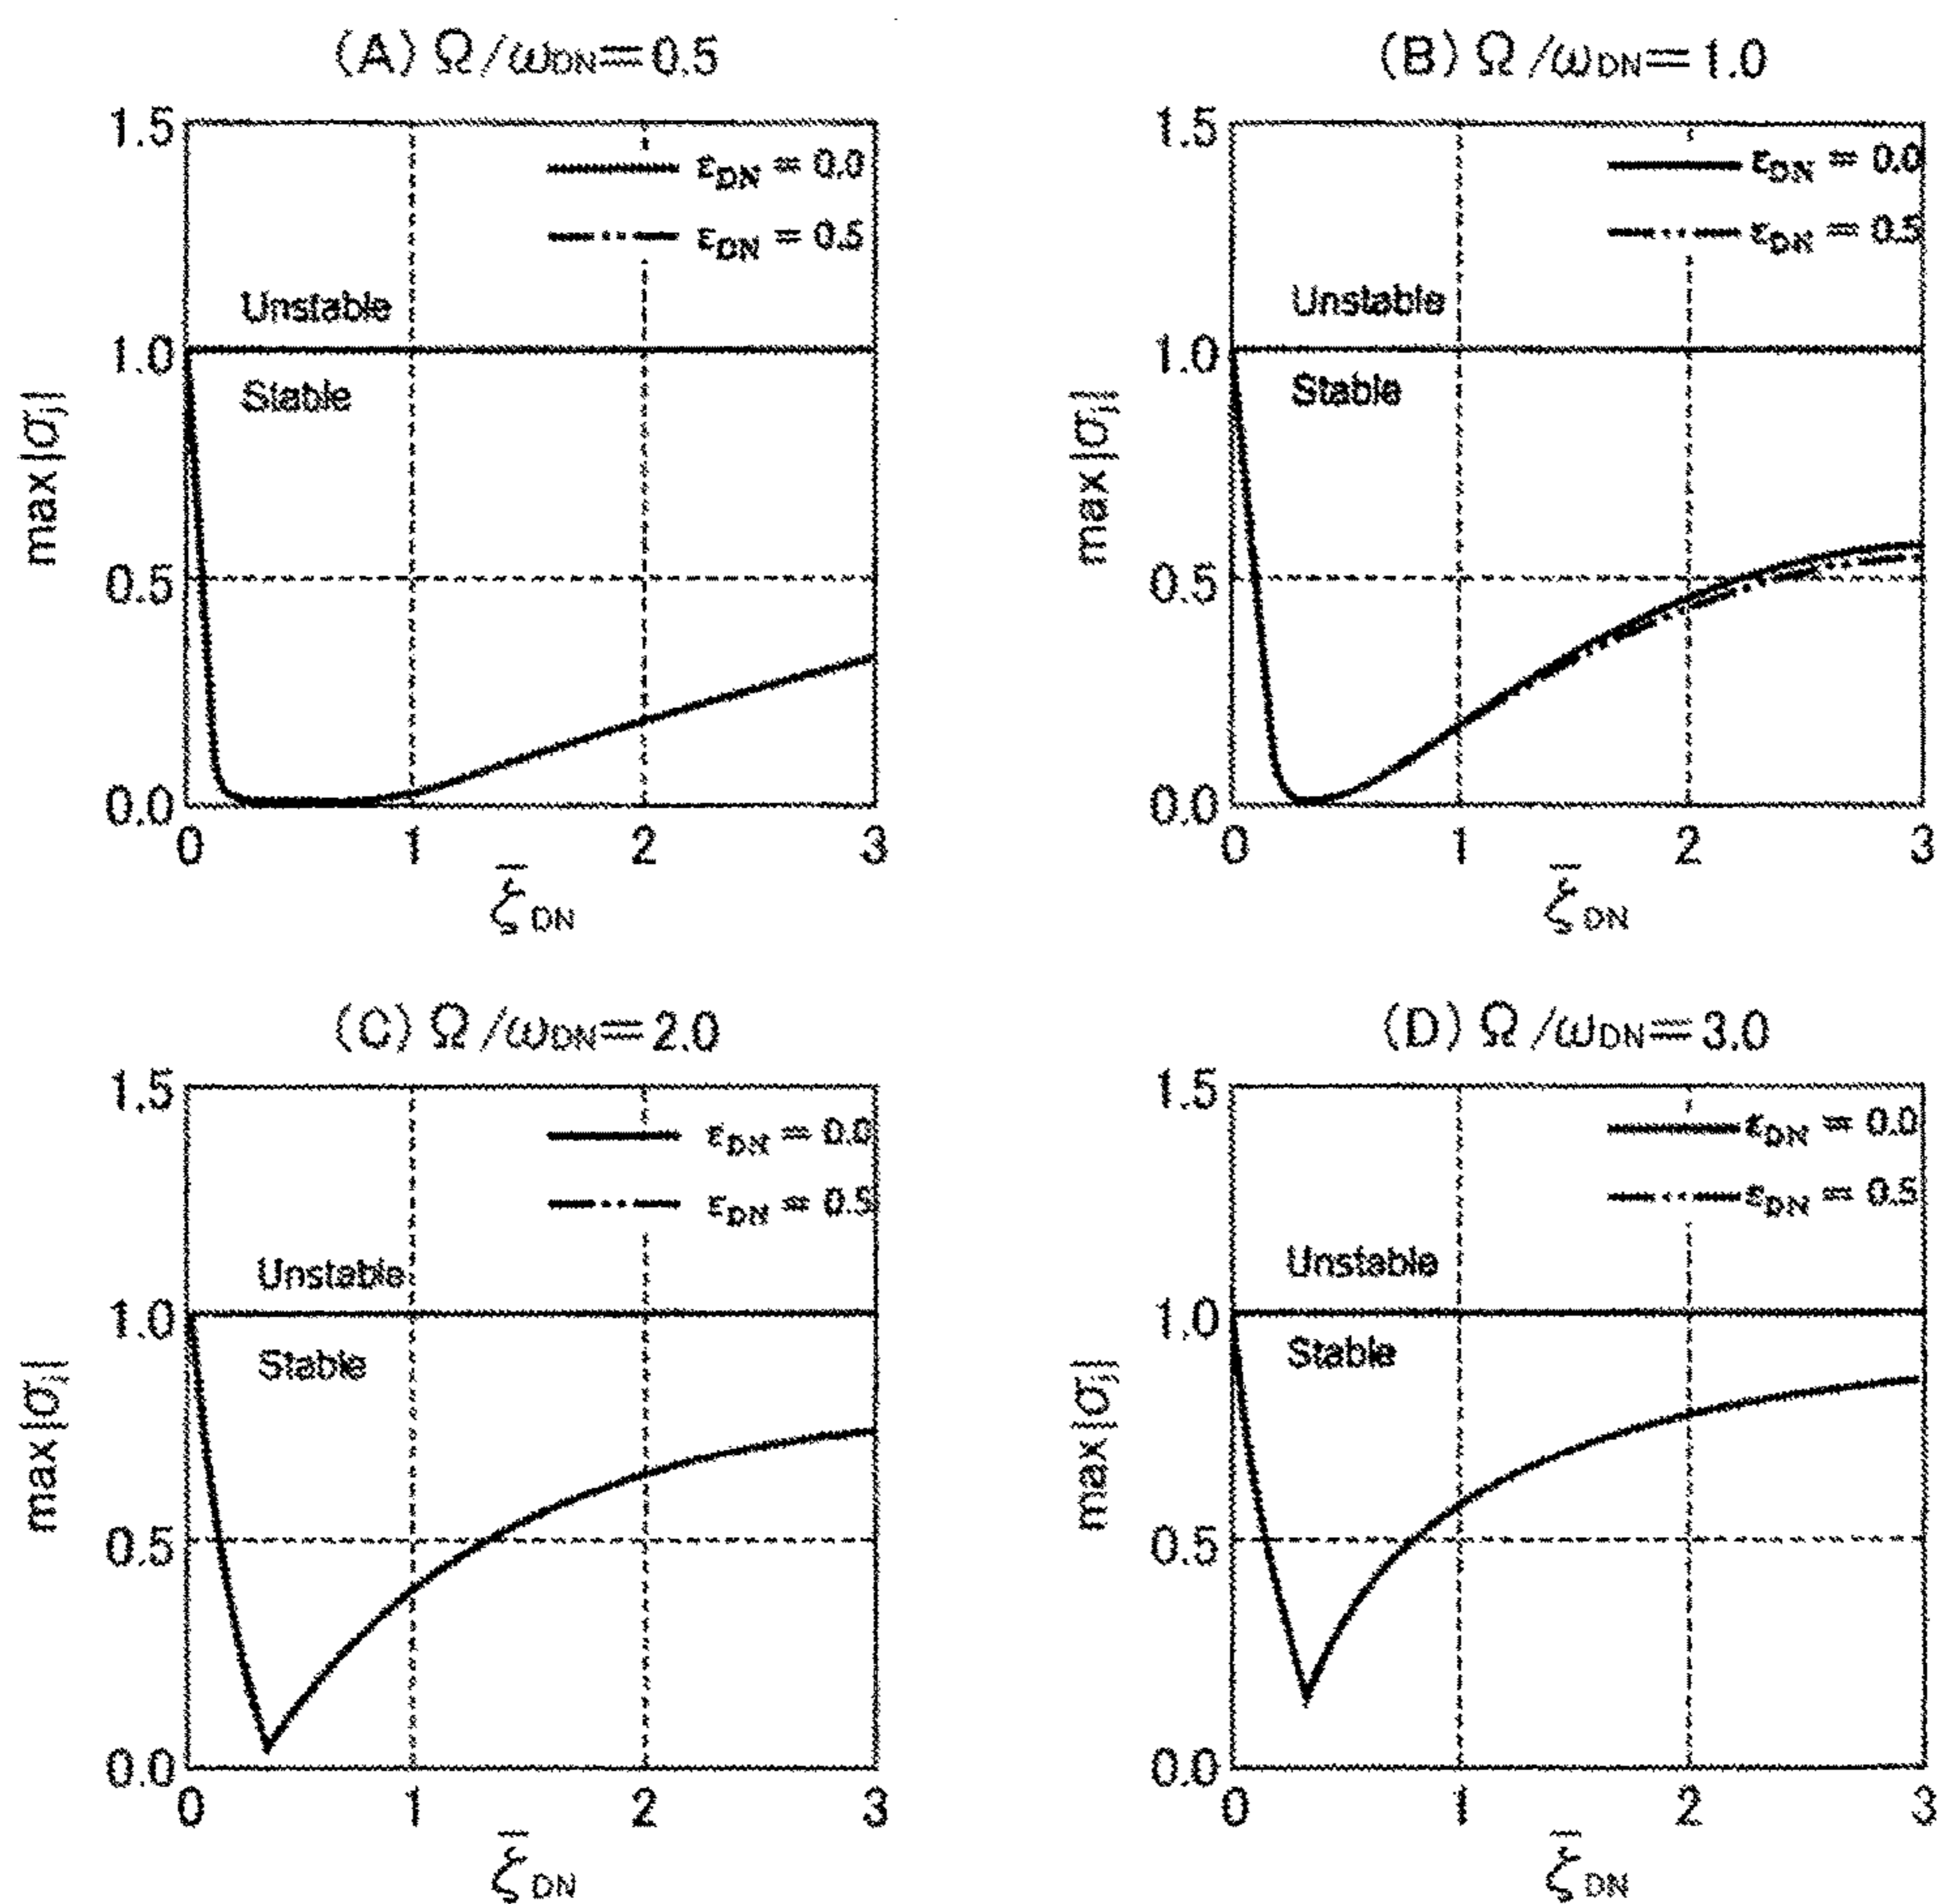 (A) Ω/ωDN=0.5
1.5
εDN = 0.0
εDN = 0.5
Unstable
1.0
Stable
max|σi|
0.5
0.0
0 1 2 3
ξ̅DN
(B) Ω/ωDN=1.0
1.5
εDN = 0.0
εDN = 0.5
Unstable
1.0
Stable
max|σi|
0.5
0.0
0 1 2 3
ξ̅DN
(C) Ω/ωDN=2.0
1.5
εDN = 0.0
εDN = 0.5
Unstable
1.0
Stable
max|σi|
0.5
0.0
0 1 2 3
ξ̅DN
(D) Ω/ωDN=3.0
1.5
εDN = 0.0
εDN = 0.5
Unstable
1.0
Stable
max|σi|
0.5
0.0
0 1 2 3
ξ̅DN